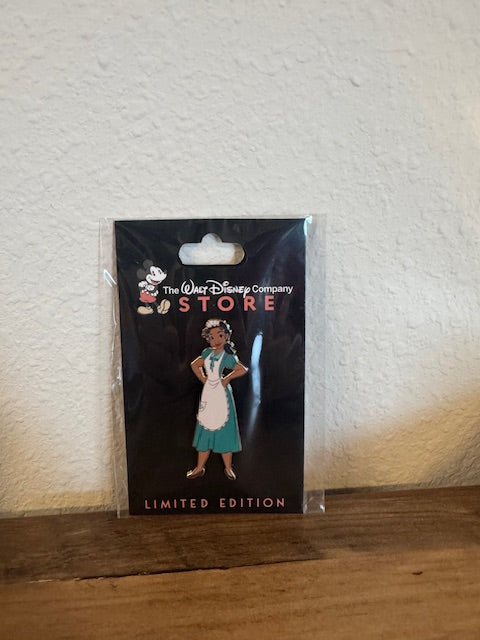 The Walt Disney Company
STORE
LIMITED EDITION